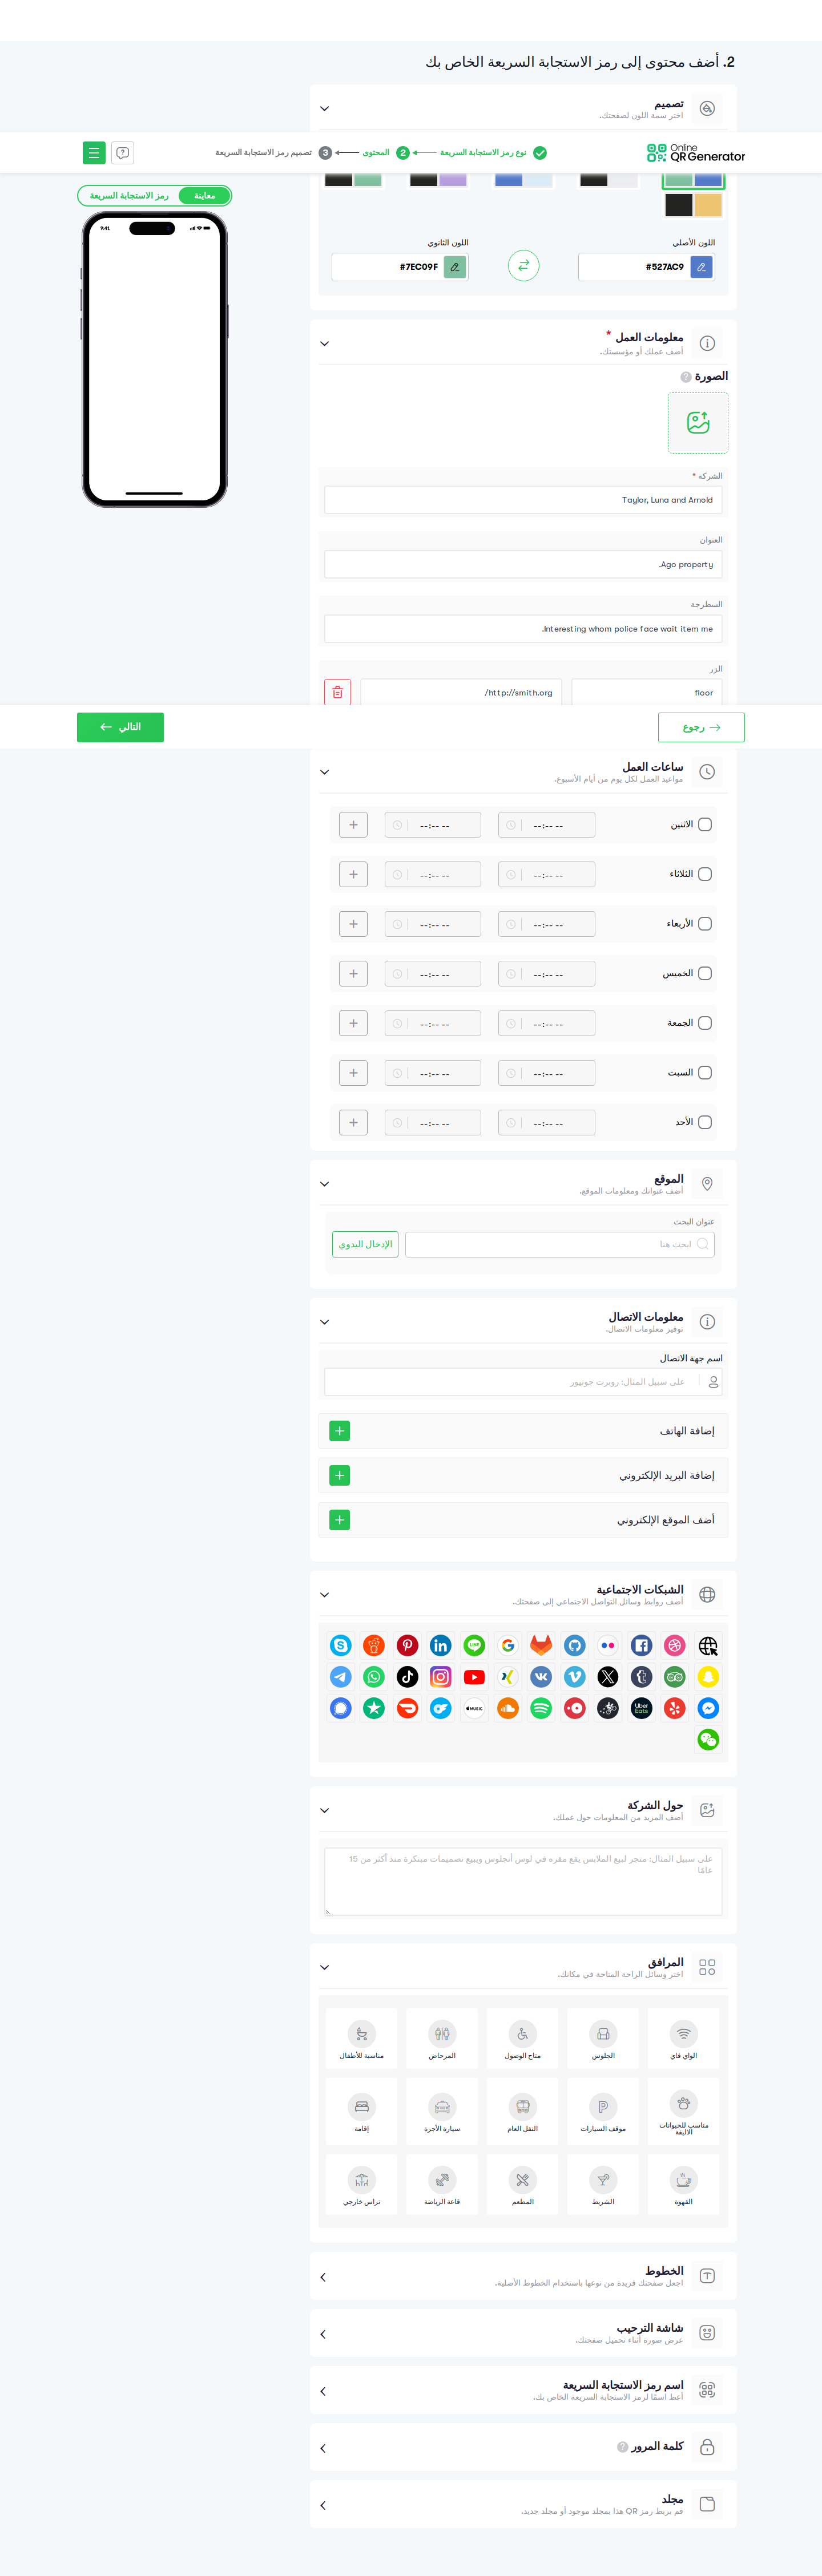 2. أضف محتوى إلى رمز الاستجابة السريعة الخاص بك
تصميم
اختر سمة اللون لصفحتك.
Online
QR Generator
نوع رمز الاستجابة السريعة
2
المحتوى
3
تصميم رمز الاستجابة السريعة
معاينة
رمز الاستجابة السريعة
9:41
اللون الأصلي
اللون الثانوي
#527AC9
#7EC09F
معلومات العمل *
أضف عملك أو مؤسستك.
الصورة ?
الشركة *
Taylor, Luna and Arnold
العنوان
Ago property.
السطرجة
Interesting whom police face wait item me.
الزر
floor
http://smith.org/
رجوع
التالي
ساعات العمل
مواعيد العمل لكل يوم من أيام الأسبوع.
الاثنين
--:-- --
--:-- --
الثلاثاء
--:-- --
--:-- --
الأربعاء
--:-- --
--:-- --
الخميس
--:-- --
--:-- --
الجمعة
--:-- --
--:-- --
السبت
--:-- --
--:-- --
الأحد
--:-- --
--:-- --
الموقع
أضف عنوانك ومعلومات الموقع.
عنوان البحث
ابحث هنا
الإدخال اليدوي
معلومات الاتصال
توفير معلومات الاتصال.
اسم جهة الاتصال
على سبيل المثال: روبرت جونيور
إضافة الهاتف
إضافة البريد الإلكتروني
أضف الموقع الإلكتروني
الشبكات الاجتماعية
أضف روابط وسائل التواصل الاجتماعي إلى صفحتك.
LINE
MUSIC
Uber
Eats
حول الشركة
أضف المزيد من المعلومات حول عملك.
على سبيل المثال: متجر لبيع الملابس يقع مقره في لوس أنجلوس ويبيع تصميمات مبتكرة منذ أكثر من 15
عامًا
المرافق
اختر وسائل الراحة المتاحة في مكانك.
الواي فاي
الجلوس
متاح الوصول
المرحاض
مناسبة للأطفال
مناسب للحيوانات
الاليفة
موقف السيارات
النقل العام
سيارة الأجرة
إقامة
القهوة
الشريط
المطعم
قاعة الرياضة
تراس خارجي
الخطوط
اجعل صفحتك فريدة من نوعها باستخدام الخطوط الأصلية.
شاشة الترحيب
عرض صورة أثناء تحميل صفحتك.
اسم رمز الاستجابة السريعة
أعط اسمًا لرمز الاستجابة السريعة الخاص بك.
كلمة المرور ?
مجلد
قم بربط رمز QR هذا بمجلد موجود أو مجلد جديد.